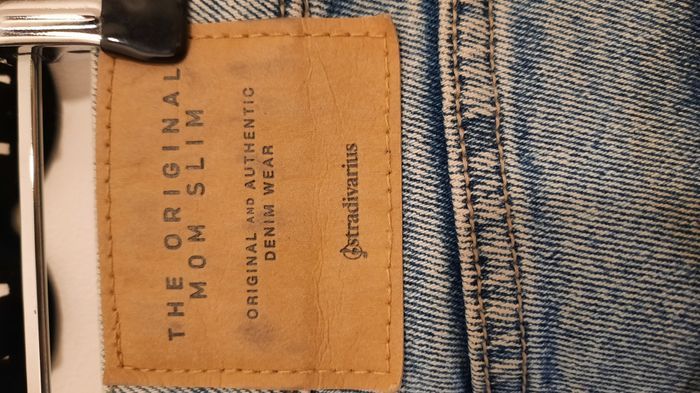 THE ORIGINAL
MOM SLIM
ORIGINAL AND AUTHENTIC
DENIM WEAR
stradivarius